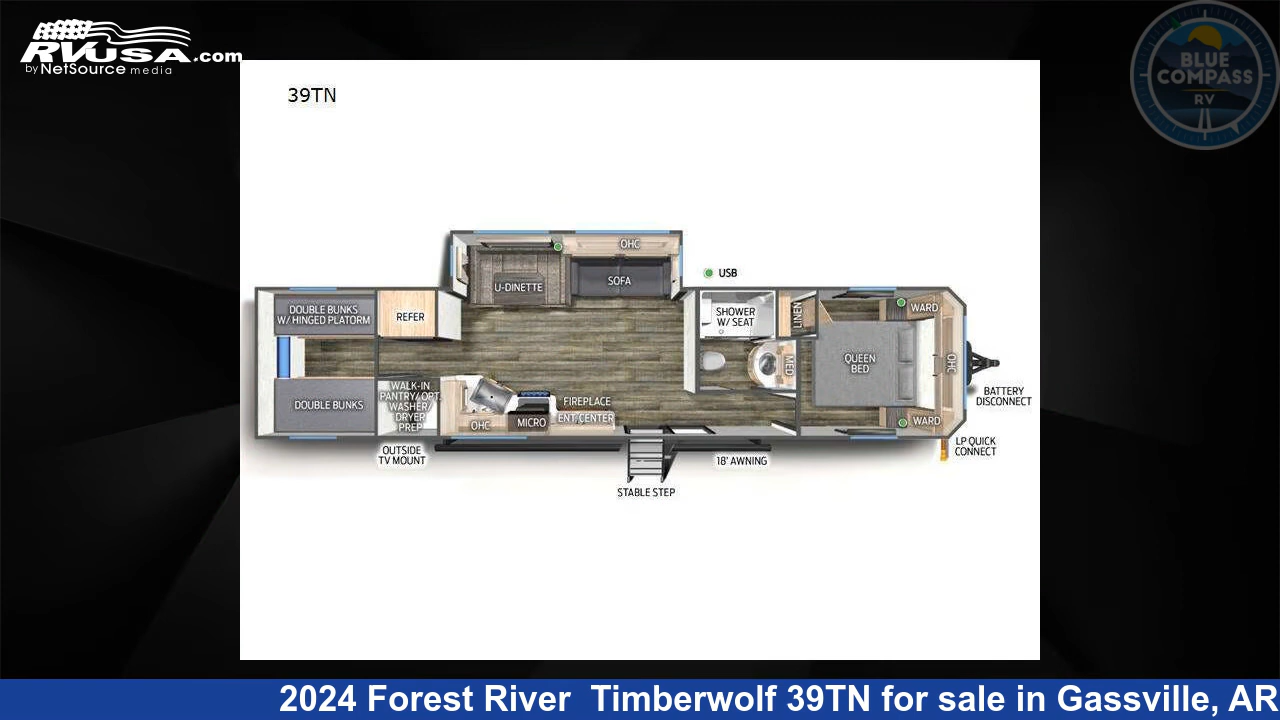 RVUSA.com
by NetSource media
BLUE
COMPASS
RV
39TN
OHC
U-DINETTE
SOFA
USB
DOUBLE BUNKS
W/ HINGED PLATORM
REFER
SHOWER
W/ SEAT
LINEN
WARD
QUEEN
BED
MED
OHC
DOUBLE BUNKS
WALK-IN
PANTRY/OPT.
WASHER/
DRYER
PREP
FIREPLACE
ENT. CENTER
MICRO
OHC
WARD
BATTERY
DISCONNECT
OUTSIDE
TV MOUNT
18' AWNING
LP QUICK
CONNECT
STABLE STEP
2024 Forest River  Timberwolf 39TN for sale in Gassville, AR